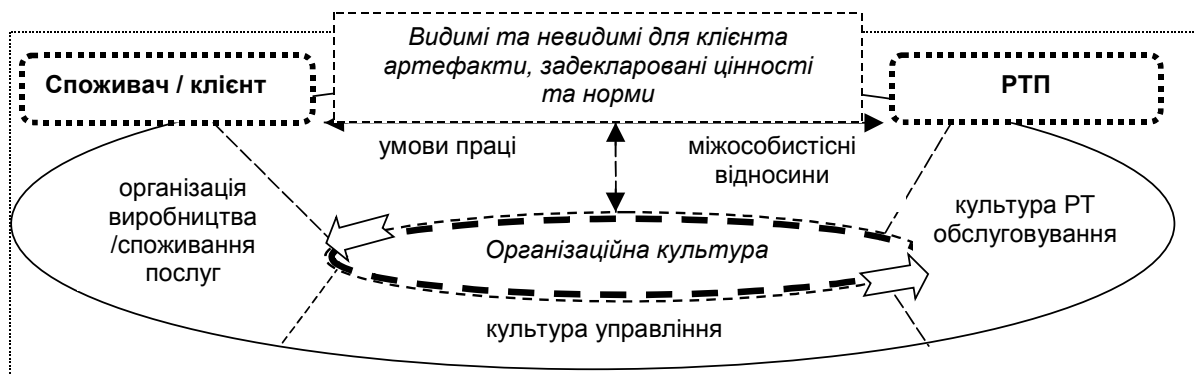 Видимі та невидимі для клієнта
артефакти, задекларовані цінності
та норми
Споживач / клієнт
РТП
умови праці
міжособистісні
відносини
організація
виробництва
/споживання
послуг
культура РТ
обслуговування
Організаційна культура
культура управління